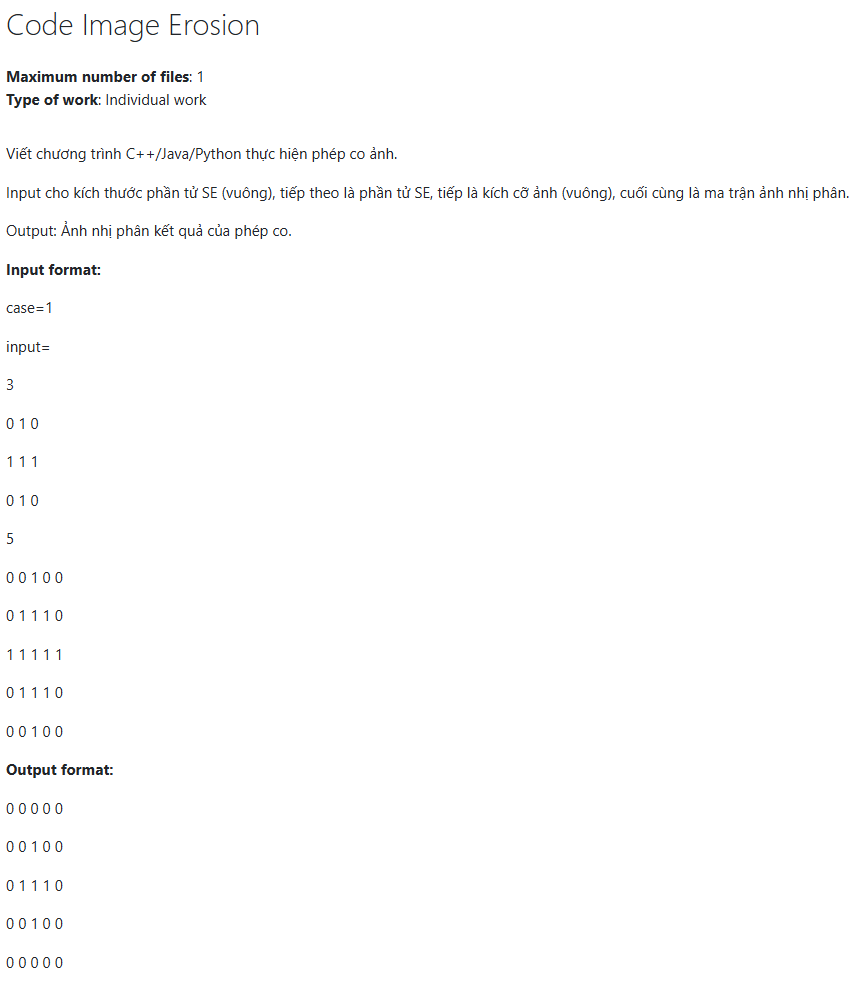 Code Image Erosion
Maximum number of files: 1
Type of work: Individual work
Viết chương trình C++/Java/Python thực hiện phép co ảnh.
Input cho kích thước phần tử SE (vuông), tiếp theo là phần tử SE, tiếp là kích cỡ ảnh (vuông), cuối cùng là ma trận ảnh nhị phân.
Output: Ảnh nhị phân kết quả của phép co.
Input format:
case=1
input=
3
0 1 0
1 1 1
0 1 0
5
0 0 1 0 0
0 1 1 1 0
1 1 1 1 1
0 1 1 1 0
0 0 1 0 0
Output format:
0 0 0 0 0
0 0 1 0 0
0 1 1 1 0
0 0 1 0 0
0 0 0 0 0